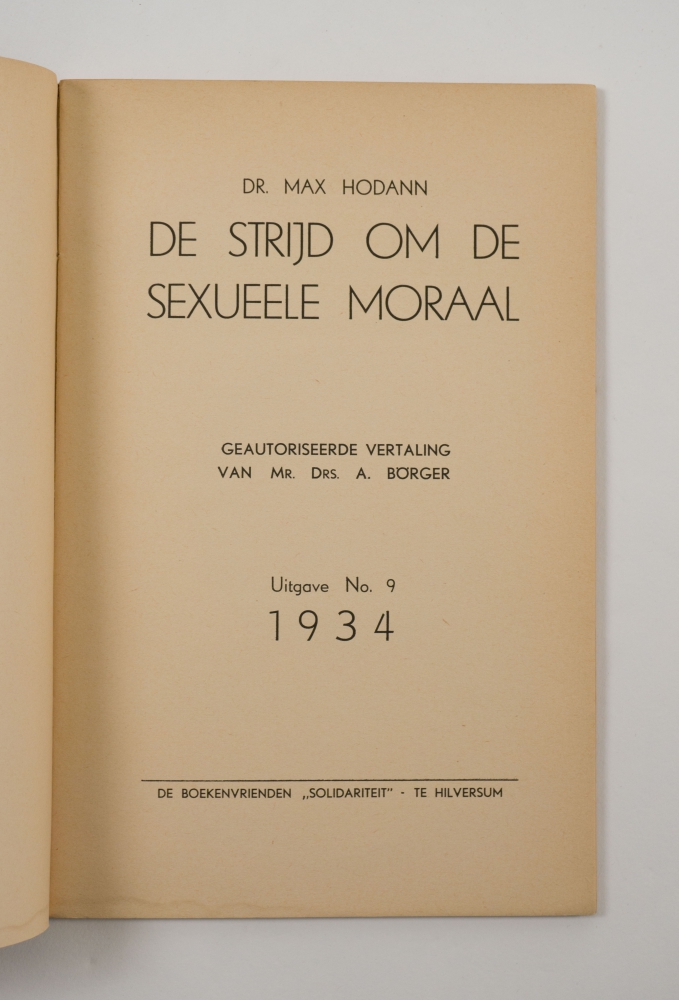 DR. MAX HODANN
DE STRIJD OM DE
SEXUEELE MORAAL
GEAUTORISEERDE VERTALING
VAN MR. DRS. A. BÖRGER
Uitgave No. 9
1934
DE BOEKENVRIENDEN „SOLIDARITEIT" - TE HILVERSUM